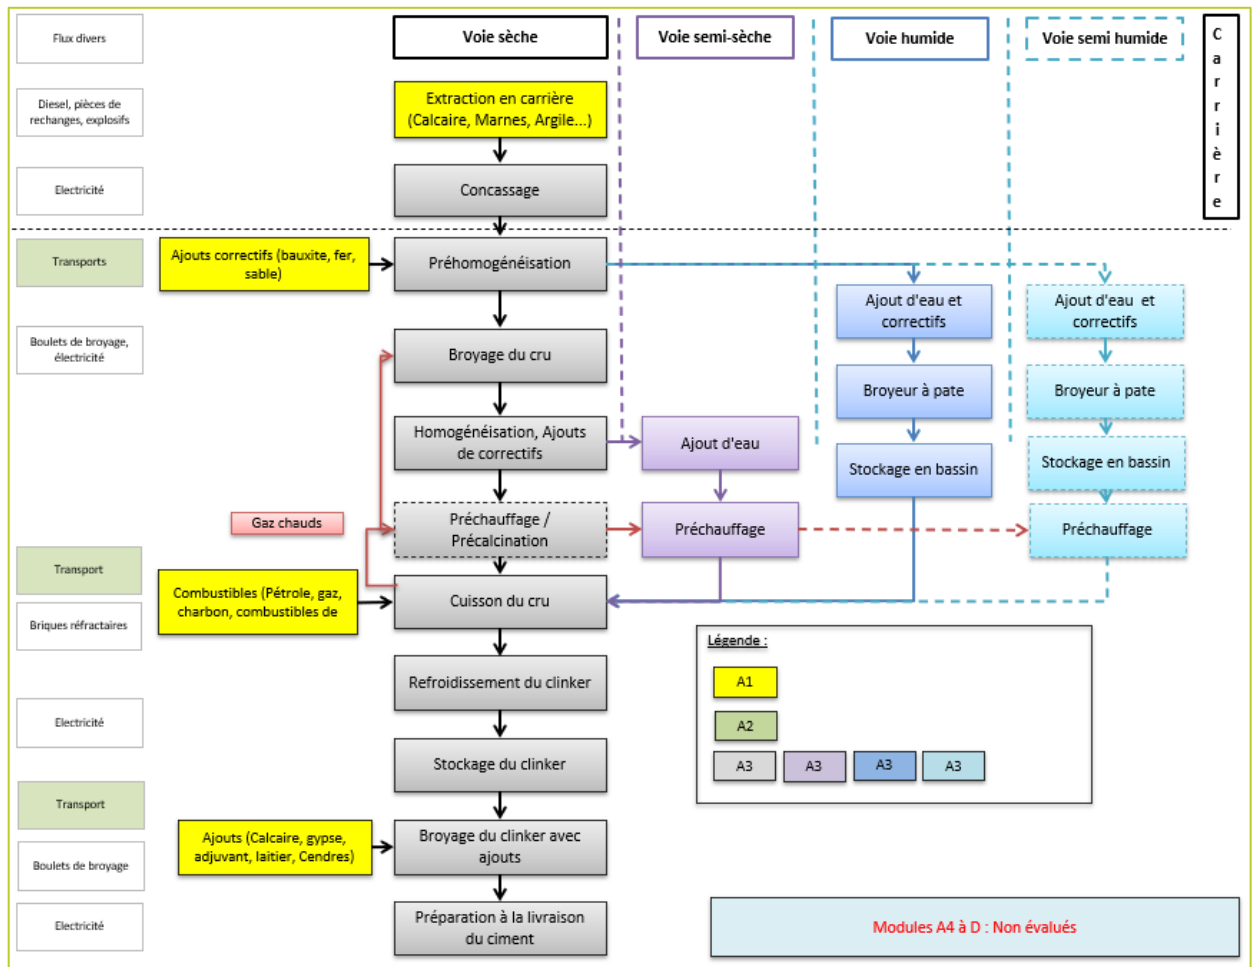 Flux divers
Voie sèche
Voie semi-sèche
Voie humide
Voie semi humide
Carrière
Diesel, pièces de
rechanges, explosifs
Extraction en carrière
(Calcaire, Marnes, Argile...)
Electricité
Concassage
Transports
Ajouts correctifs (bauxite, fer,
sable)
Préhomogénéisation
Ajout d'eau et
correctifs
Ajout d'eau et
correctifs
Boulets de broyage,
électricité
Broyage du cru
Broyeur à pate
Broyeur à pate
Homogénéisation, Ajouts
de correctifs
Ajout d'eau
Stockage en bassin
Stockage en bassin
Gaz chauds
Préchauffage /
Précalcination
Préchauffage
Préchauffage
Transport
Combustibles (Pétrole, gaz,
charbon, combustibles de
Cuisson du cru
Briques réfractaires
Légende :
A1
A2
A3
A3
A3
A3
Refroidissement du clinker
Electricité
Stockage du clinker
Transport
Ajouts (Calcaire, gypse,
adjuvant, laitier, Cendres)
Broyage du clinker avec
ajouts
Boulets de broyage
Electricité
Préparation à la livraison
du ciment
Modules A4 à D : Non évalués